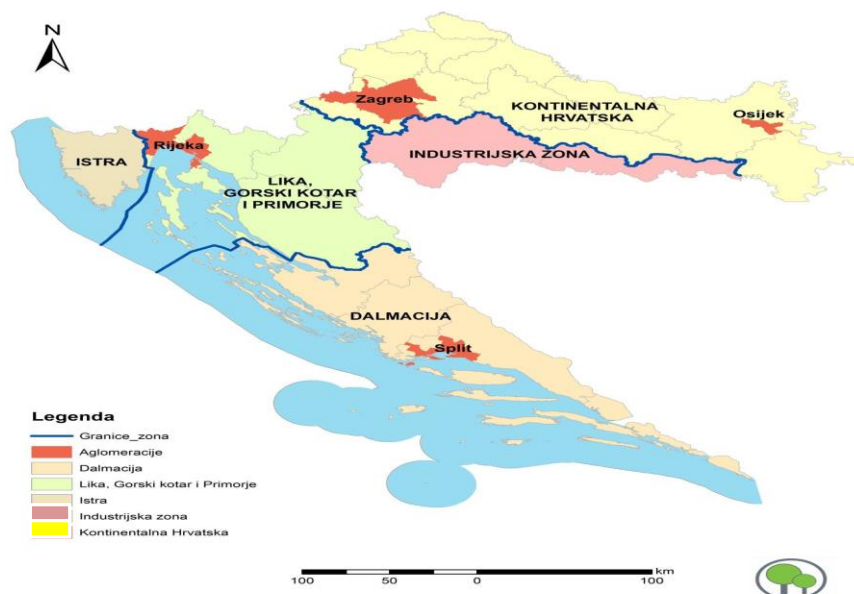 N
Zagreb
KONTINENTALNA
HRVATSKA
Osijek
Rijeka
ISTRA
INDUSTRIJSKA ZONA
LIKA,
GORSKI KOTAR
I PRIMORJE
DALMACIJA
Split
Legenda
Granice_zona
Aglomeracije
Dalmacija
Lika, Gorski kotar i Primorje
Istra
Industrijska zona
Kontinentalna Hrvatska
km
100 50 0 100